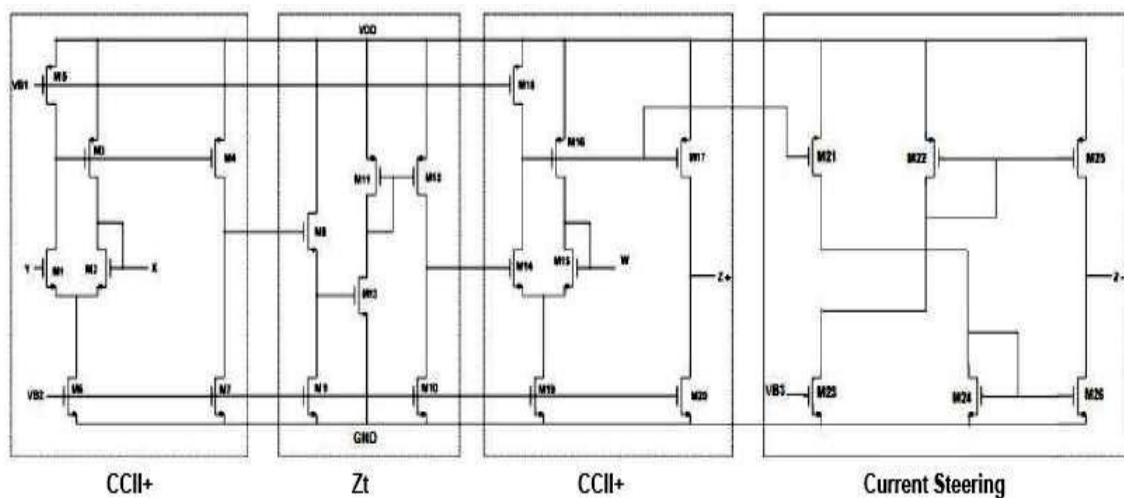 VDD
VB1
M5
M18
M3
M4
M16
M17
M21
M22
M25
M11
M12
M8
Y
M1
M2
X
M14
M15
W
Z+
Z-
M13
VB2
M6
M7
M9
M10
M19
M20
VB3
M23
M24
M26
GND
CCII+
Zt
CCII+
Current Steering